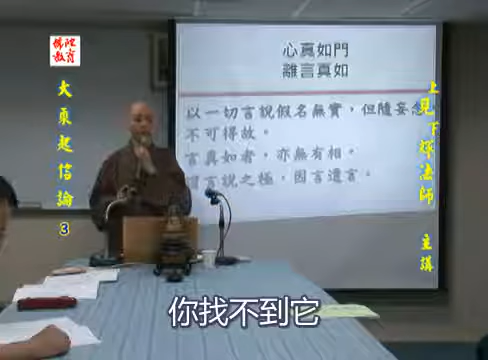 佛陀
教育
大乘起信論
3
心真如門
離言真如
以一切言說假名無實，但隨妄念
不可得故。
言真如者，亦無有相。
謂言說之極，因言遣言。
上見下輝法師 主講
你找不到它